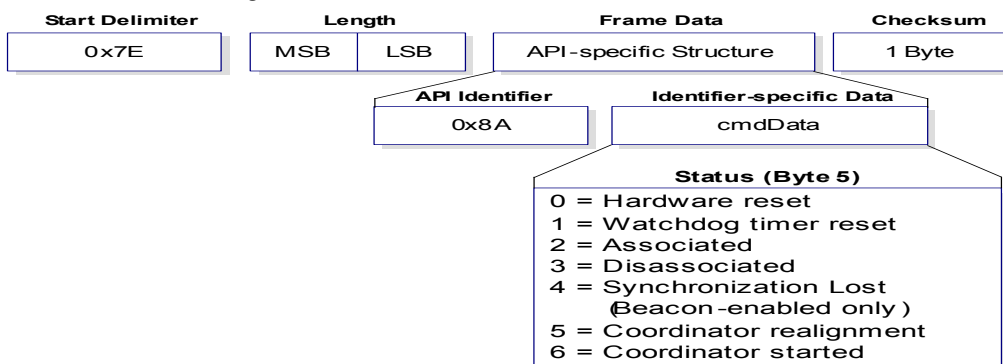 Start Delimiter Length Frame Data Checksum
0x7E MSB LSB API-specific Structure 1 Byte
API Identifier Identifier-specific Data
0x8A cmdData
Status (Byte 5)
0 = Hardware reset
1 = Watchdog timer reset
2 = Associated
3 = Disassociated
4 = Synchronization Lost
(Beacon-enabled only)
5 = Coordinator realignment
6 = Coordinator started